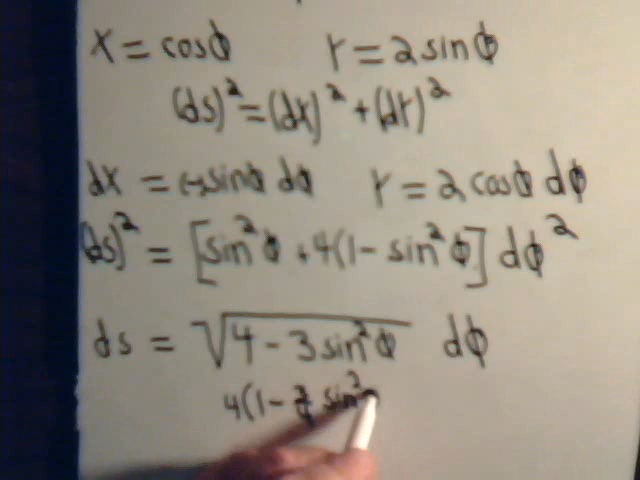 x = cosϕ r = 2 sinϕ
(ds)² = (dx)² + (dr)²
dx = -sinϕ dϕ r = 2 cosϕ dϕ
(ds)² = [sin²ϕ + 4(1 - sin²ϕ] dϕ²
ds = √4 - 3 sin²ϕ dϕ
4(1 - 3/4 sin²